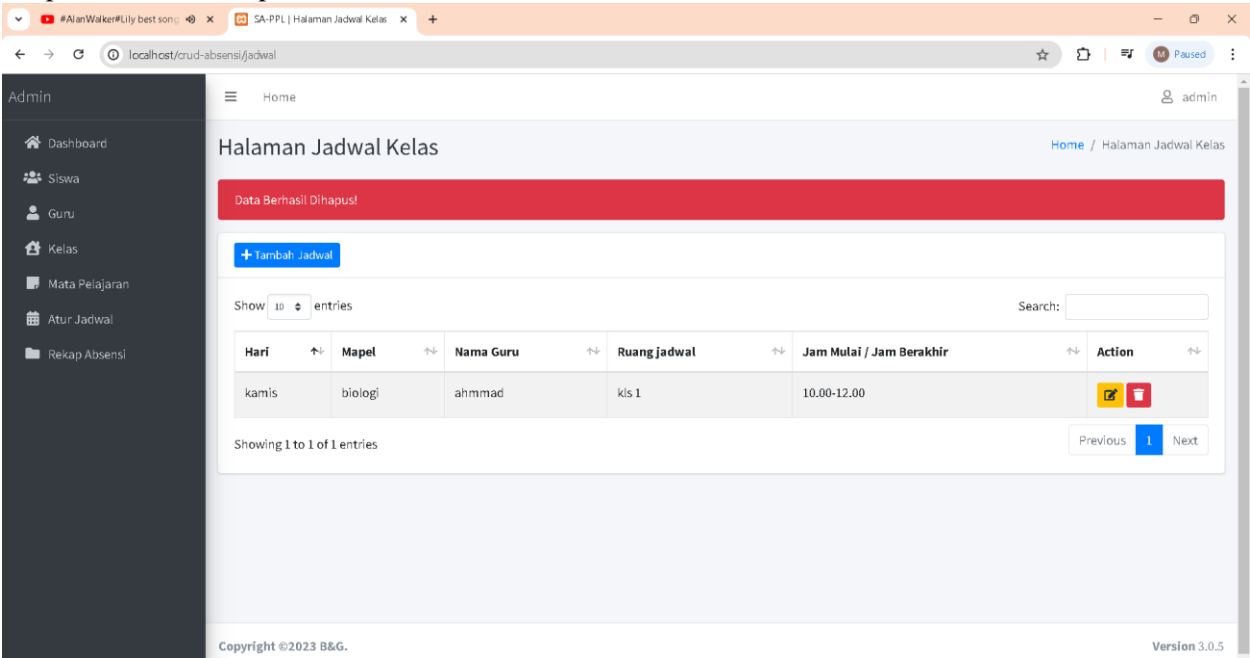 #AlanWalker#Lily best song
SA-PPL | Halaman Jadwal Kelas
localhost/crud-absensi/jadwal
M Paused
Admin
Home
admin
Dashboard
Siswa
Guru
Kelas
Mata Pelajaran
Atur Jadwal
Rekap Absensi
Halaman Jadwal Kelas
Home / Halaman Jadwal Kelas
Data Berhasil Dihapus!
Tambah Jadwal
Show 10 entries
Search:
Hari Mapel Nama Guru Ruang jadwal Jam Mulai / Jam Berakhir Action
kamis biologi ahmmad kls 1 10.00-12.00
Showing 1 to 1 of 1 entries
Previous 1 Next
Copyright ©2023 B&G.
Version 3.0.5